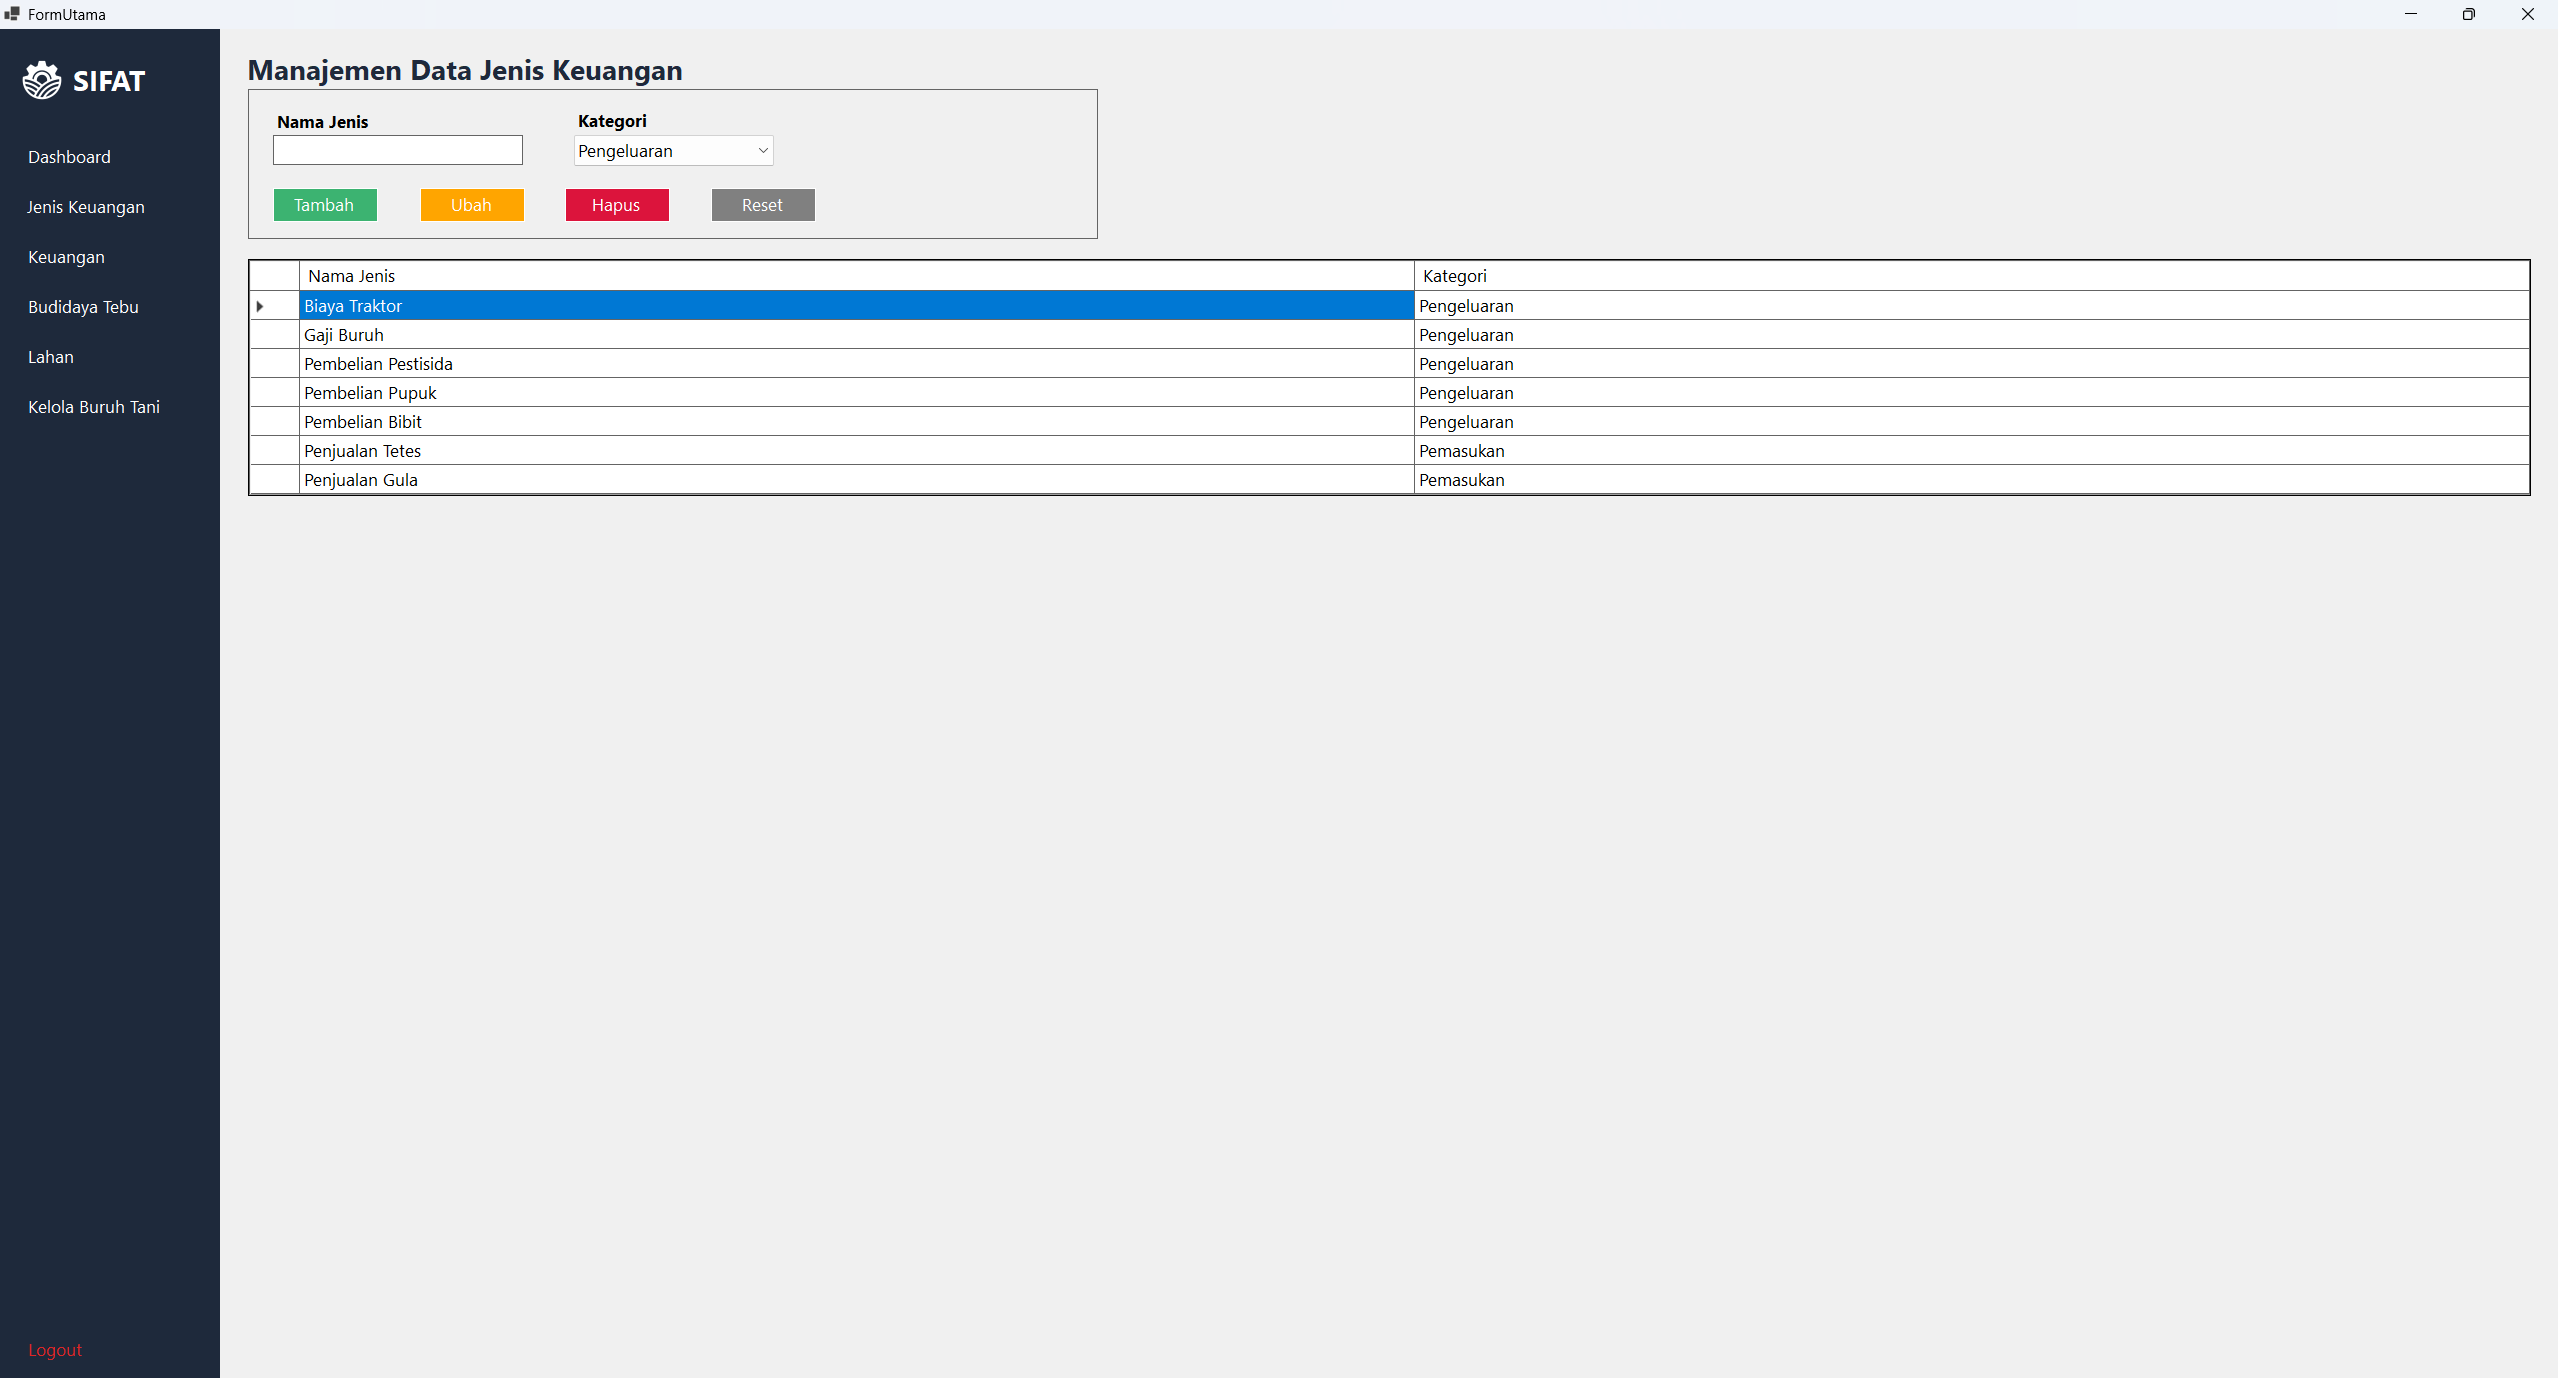 FormUtama
SIFAT
Dashboard
Jenis Keuangan
Keuangan
Budidaya Tebu
Lahan
Kelola Buruh Tani
Logout
Manajemen Data Jenis Keuangan
Nama Jenis Kategori
Pengeluaran
Tambah Ubah Hapus Reset
Nama Jenis Kategori
Biaya Traktor Pengeluaran
Gaji Buruh Pengeluaran
Pembelian Pestisida Pengeluaran
Pembelian Pupuk Pengeluaran
Pembelian Bibit Pengeluaran
Penjualan Tetes Pemasukan
Penjualan Gula Pemasukan